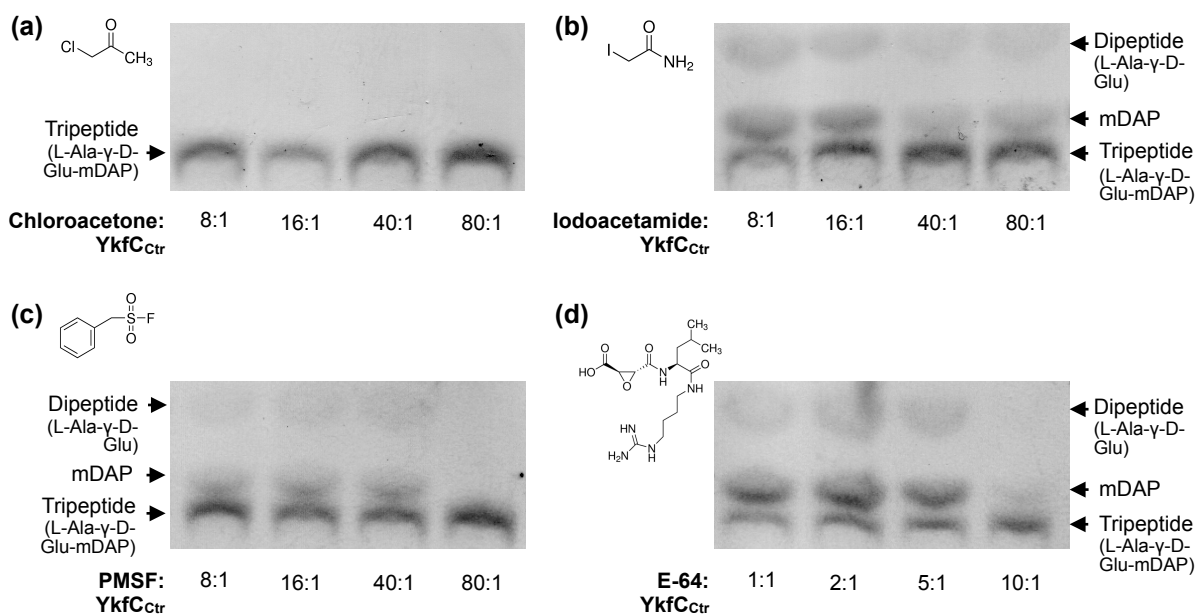 (a)
O
Cl
CH3
Tripeptide
(L-Ala-γ-D-
Glu-mDAP)
Chloroacetone:
YkfCCtr
8:1 16:1 40:1 80:1
(b)
O
I
NH2
Dipeptide
(L-Ala-γ-D-
Glu)
mDAP
Tripeptide
(L-Ala-γ-D-
Glu-mDAP)
Iodoacetamide:
YkfCCtr
8:1 16:1 40:1 80:1
(c)
O
S F
O
Dipeptide
(L-Ala-γ-D-
Glu)
mDAP
Tripeptide
(L-Ala-γ-D-
Glu-mDAP)
PMSF:
YkfCCtr
8:1 16:1 40:1 80:1
(d)
CH3
O O CH3
HO N O
O H NH
NH
H2N NH
Dipeptide
(L-Ala-γ-D-
Glu)
mDAP
Tripeptide
(L-Ala-γ-D-
Glu-mDAP)
E-64:
YkfCCtr
1:1 2:1 5:1 10:1